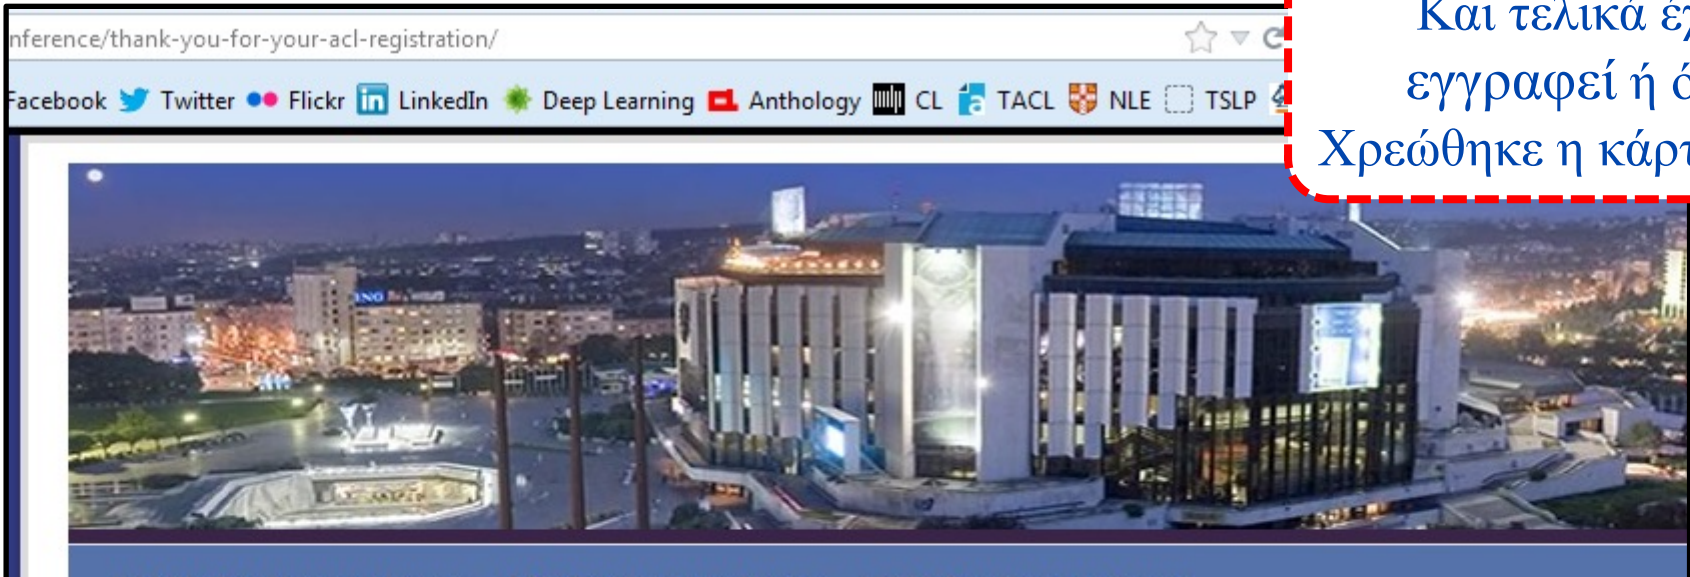 nference/thank-you-for-your-acl-registration/
Facebook Twitter Flickr LinkedIn Deep Learning Anthology CL TACL NLE TSLP
Και τελικά
εγγραφεί ή
Χρεώθηκε η
ING